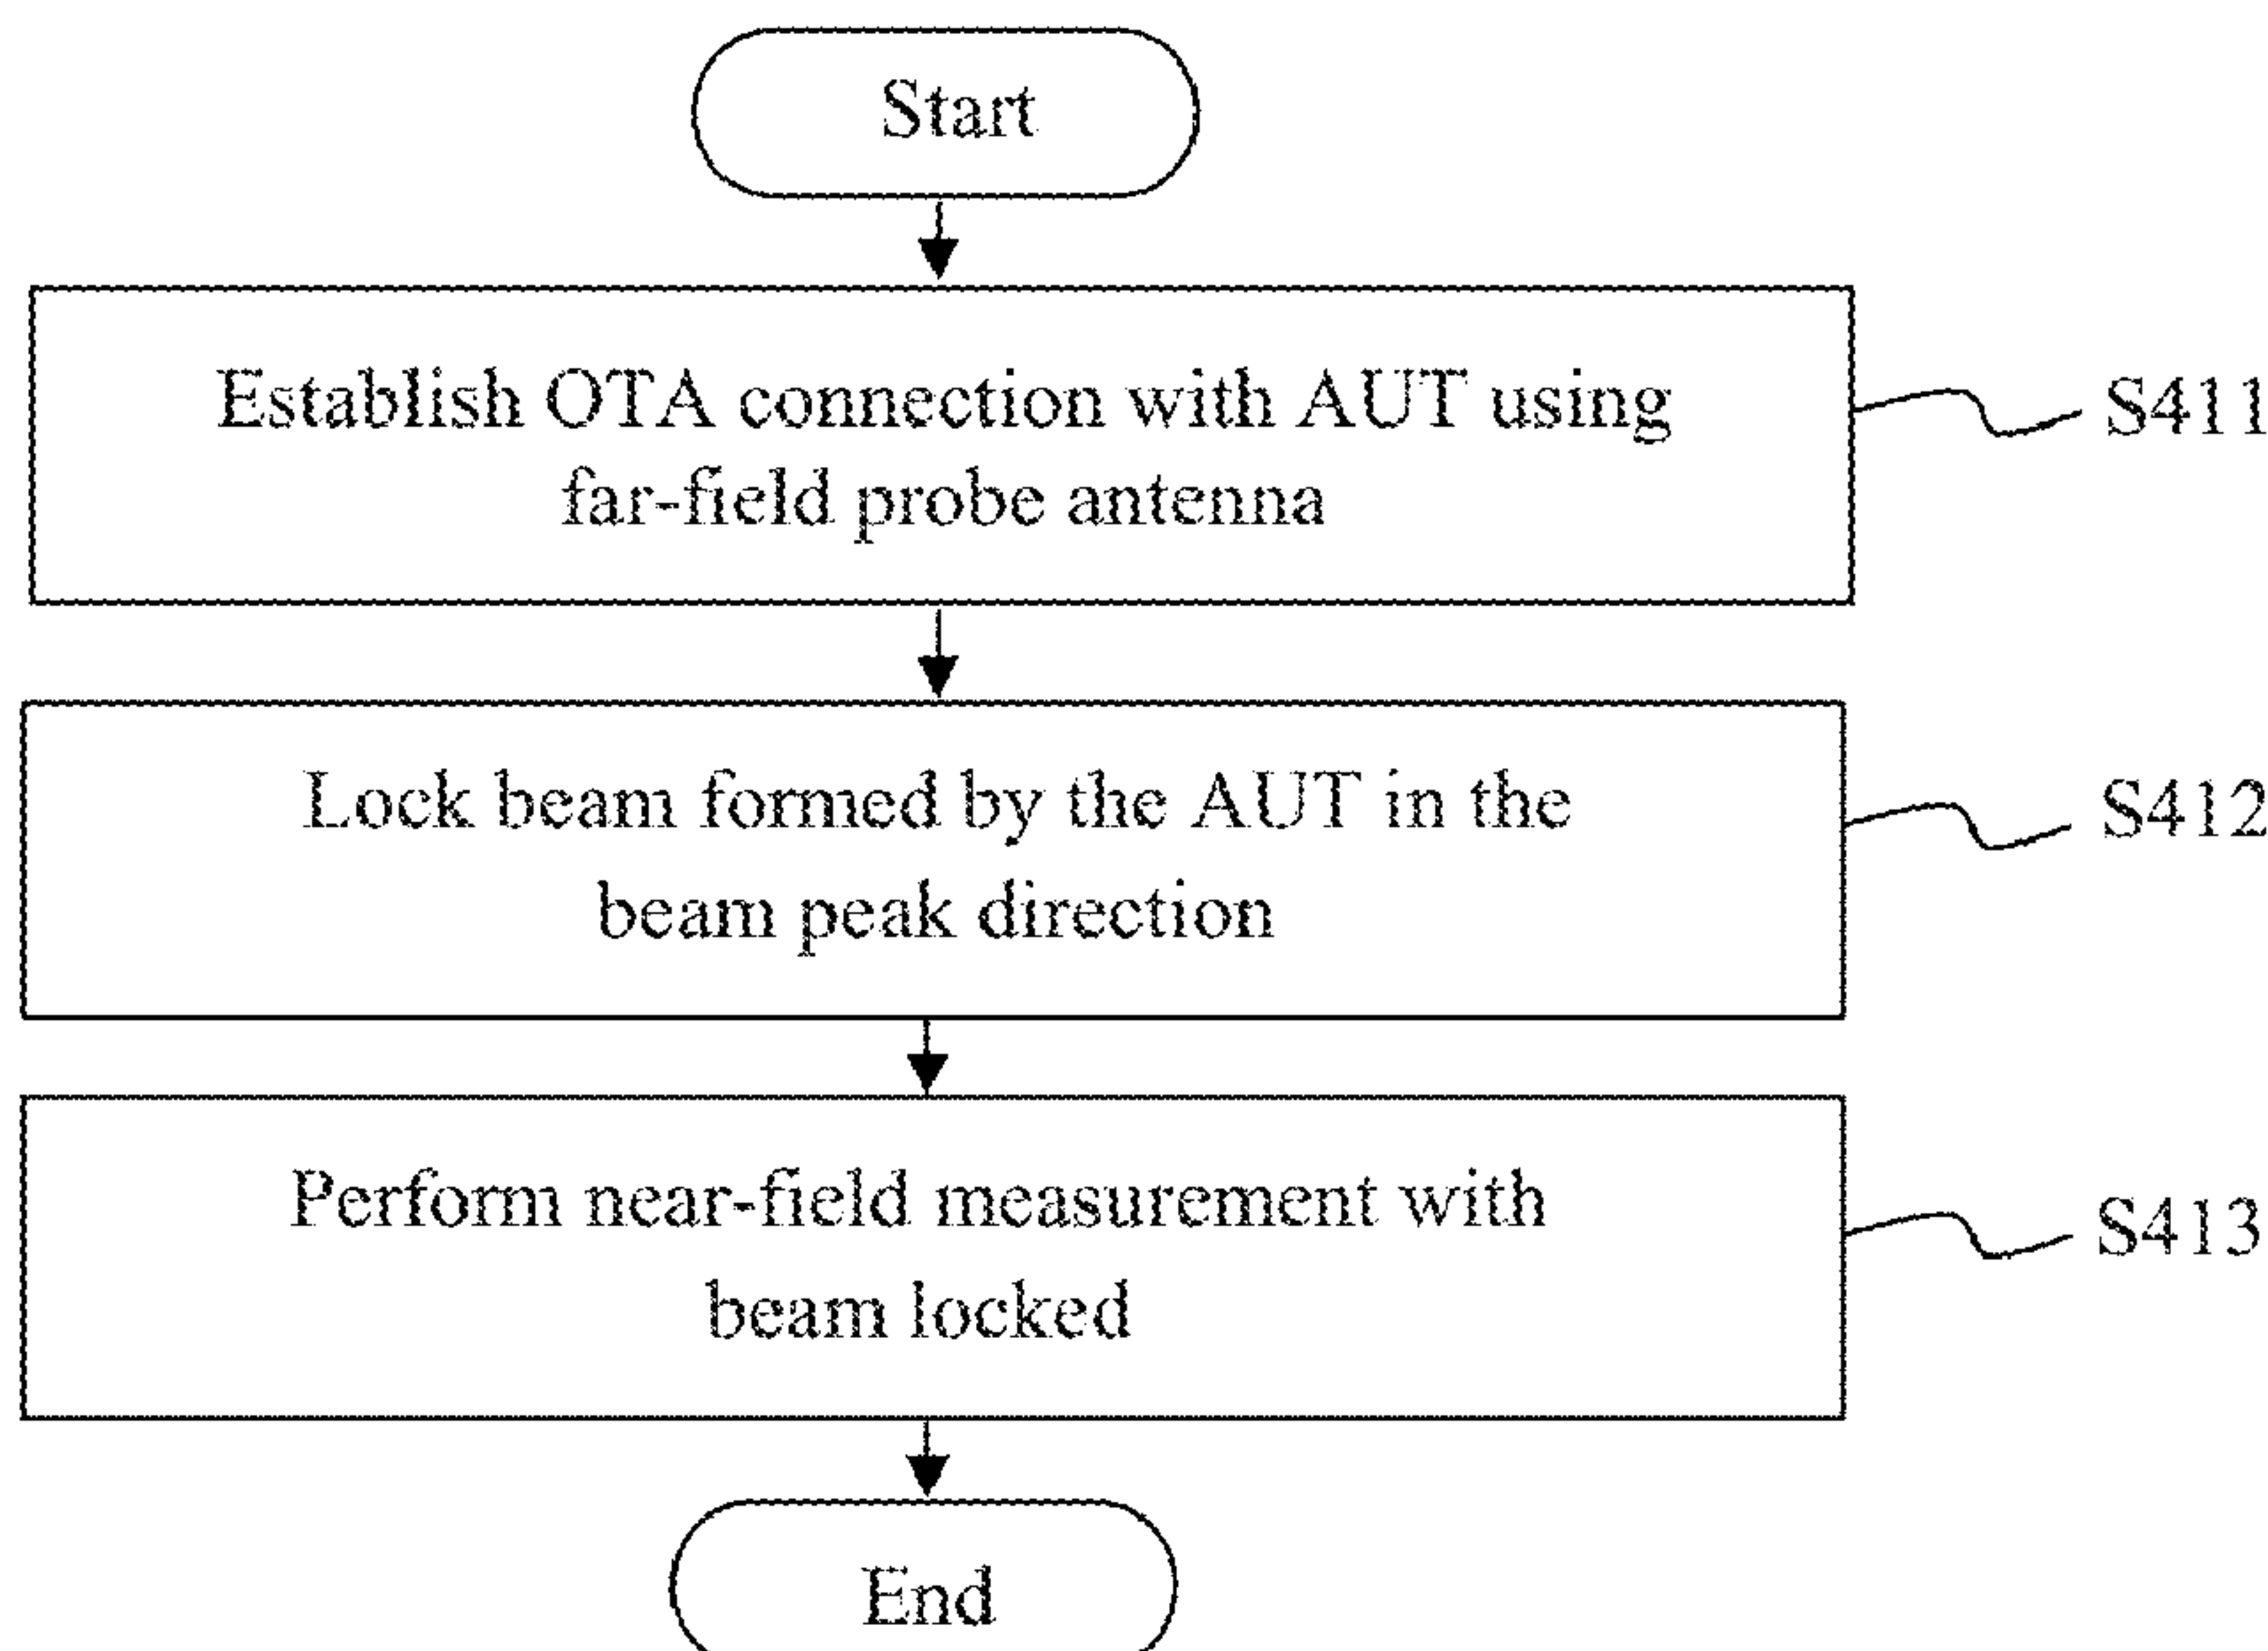 Start
Establish OTA connection with AUT using
far-field probe antenna
S411
Lock beam formed by the AUT in the
beam peak direction
S412
Perform near-field measurement with
beam locked
S413
End